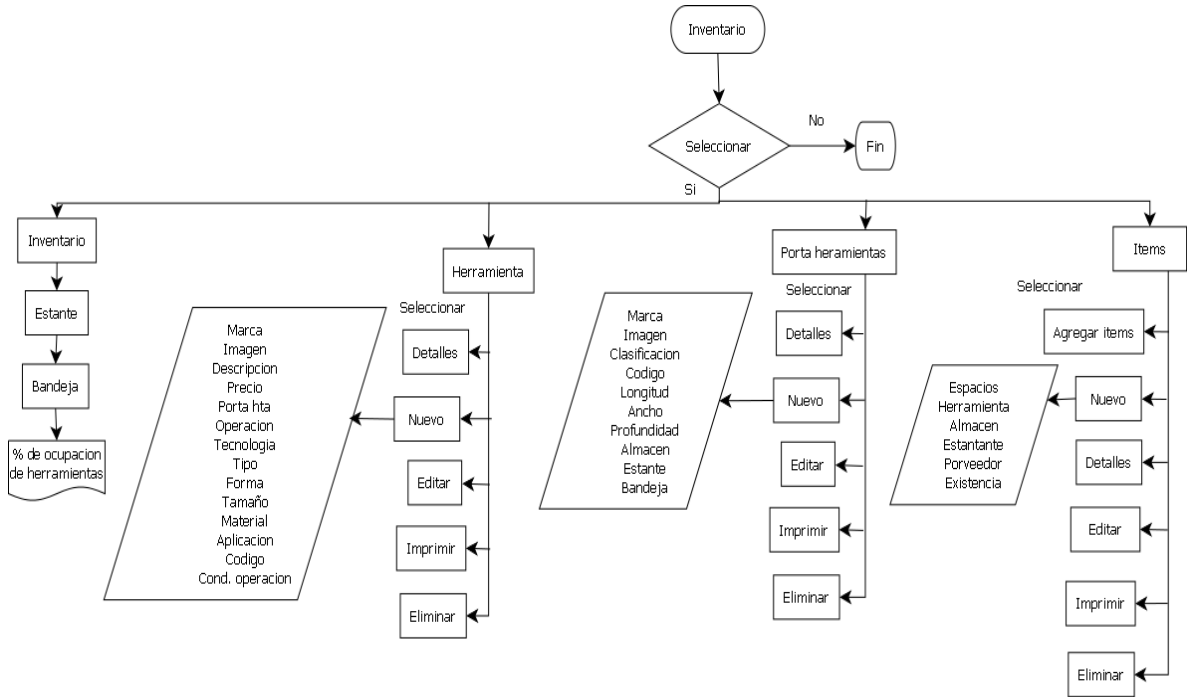 Inventario
Seleccionar
No
Fin
Si
Inventario
Estante
Bandeja
% de ocupacion
de herramientas
Herramienta
Seleccionar
Detalles
Nuevo
Editar
Imprimir
Eliminar
Marca
Imagen
Descripcion
Precio
Porta hta
Operacion
Tecnologia
Tipo
Forma
Tamaño
Material
Aplicacion
Codigo
Cond. operacion
Porta heramientas
Seleccionar
Detalles
Nuevo
Editar
Imprimir
Eliminar
Marca
Imagen
Clasificacion
Codigo
Longitud
Ancho
Profundidad
Almacen
Estante
Bandeja
Items
Seleccionar
Agregar items
Nuevo
Detalles
Editar
Imprimir
Eliminar
Espacios
Herramienta
Almacen
Estantante
Porveedor
Existencia